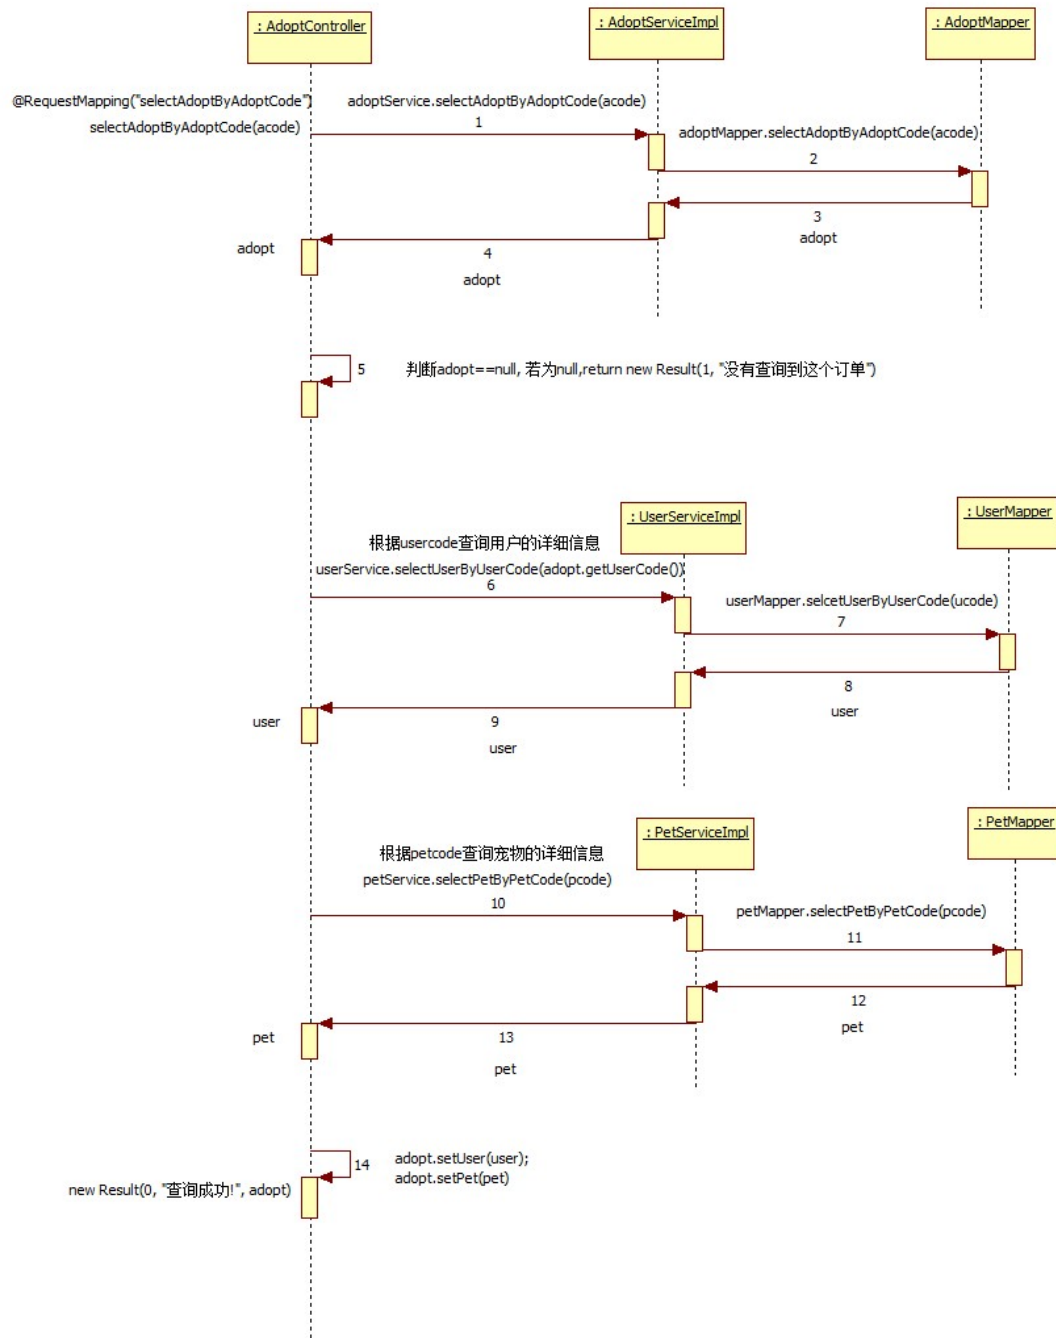 : AdoptController
: AdoptServiceImpl
: AdoptMapper
@RequestMapping("selectAdoptByAdoptCode")
selectAdoptByAdoptCode(acode)
adoptService.selectAdoptByAdoptCode(acode)
1
adoptMapper.selectAdoptByAdoptCode(acode)
2
3
adopt
adopt
4
adopt
5
判断adopt==null, 若为null,return new Result(1, "没有查询到这个订单")
: UserServiceImpl
: UserMapper
根据usercode查询用户的详细信息
userService.selectUserByUserCode(adopt.getUserCode())
6
userMapper.selcetUserByUserCode(ucode)
7
8
user
user
9
user
: PetServiceImpl
: PetMapper
根据petcode查询宠物的详细信息
petService.selectPetByPetCode(pcode)
10
petMapper.selectPetByPetCode(pcode)
11
12
pet
pet
13
pet
14
adopt.setUser(user);
adopt.setPet(pet)
new Result(0, "查询成功!", adopt)